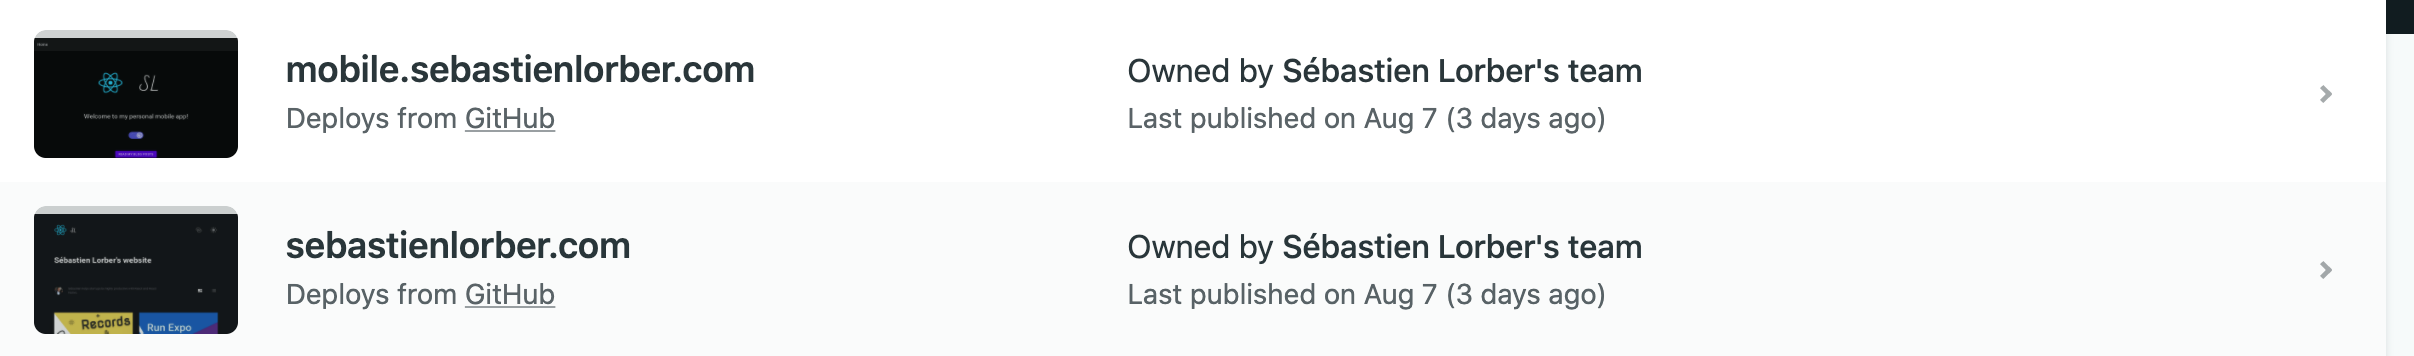 SL
Welcome to my personal mobile app!
mobile.sebastienlorber.com
Deploys from GitHub
Owned by Sébastien Lorber's team
Last published on Aug 7 (3 days ago)
Sébastien Lorber's website
Records
Run Expo
sebastienlorber.com
Deploys from GitHub
Owned by Sébastien Lorber's team
Last published on Aug 7 (3 days ago)